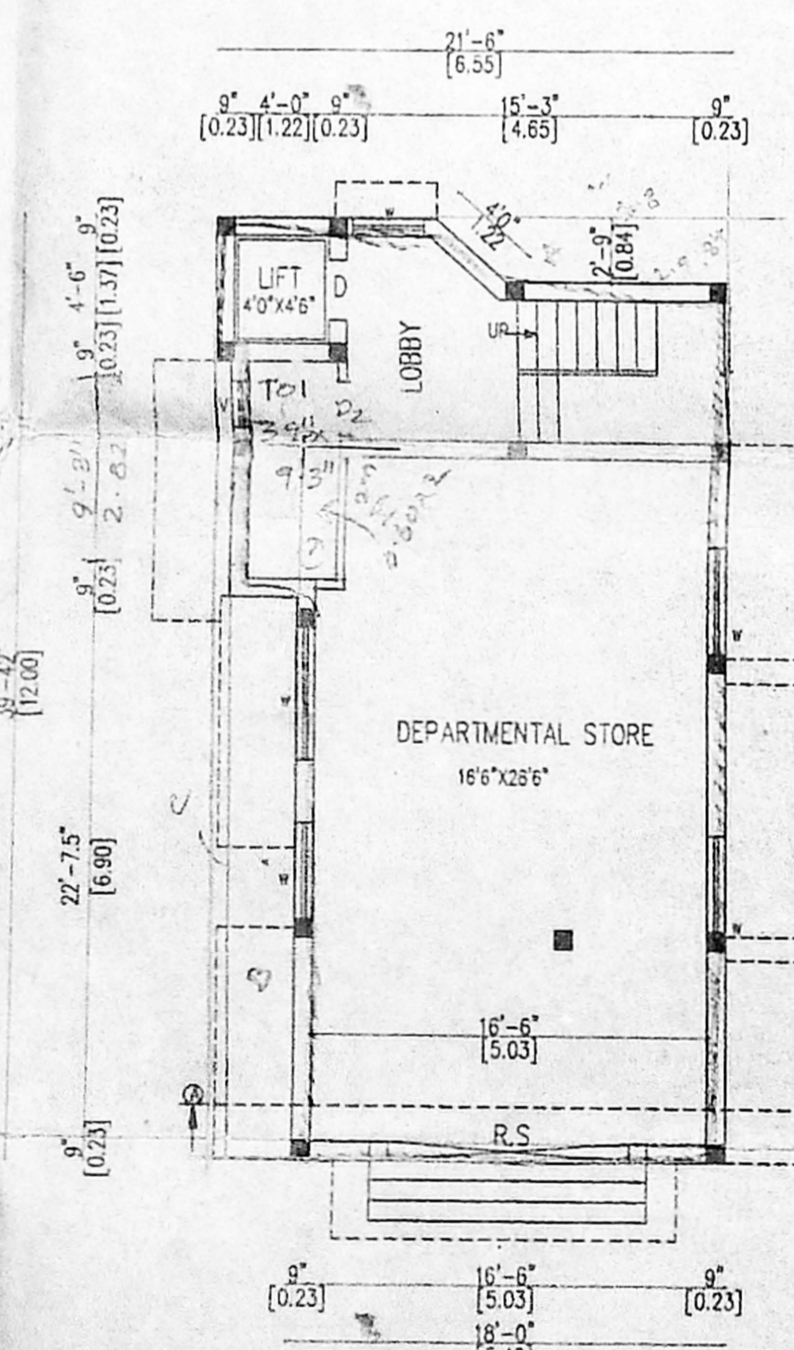 21'-6"
[6.55]
9" 4'-0" 9" 15'-3" 9"
[0.23] [1.22] [0.23] [4.65] [0.23]
W
4'0"
1.22
9"
[0.23]
4'-6"
[1.37]
9"
[0.23]
2'-9"
[0.84]
LIFT
4'0"X4'6"
D
UP
LOBBY
TOI
D2
V
9'-3"
9'-3"
2.82
9"
[0.23]
W
[12.00]
W
DEPARTMENTAL STORE
16'6"X26'6"
22'-7.5"
[6.90]
W
W
16'-6"
[5.03]
A
R.S
9"
[0.23]
9" 16'-6" 9"
[0.23] [5.03] [0.23]
18'-0"